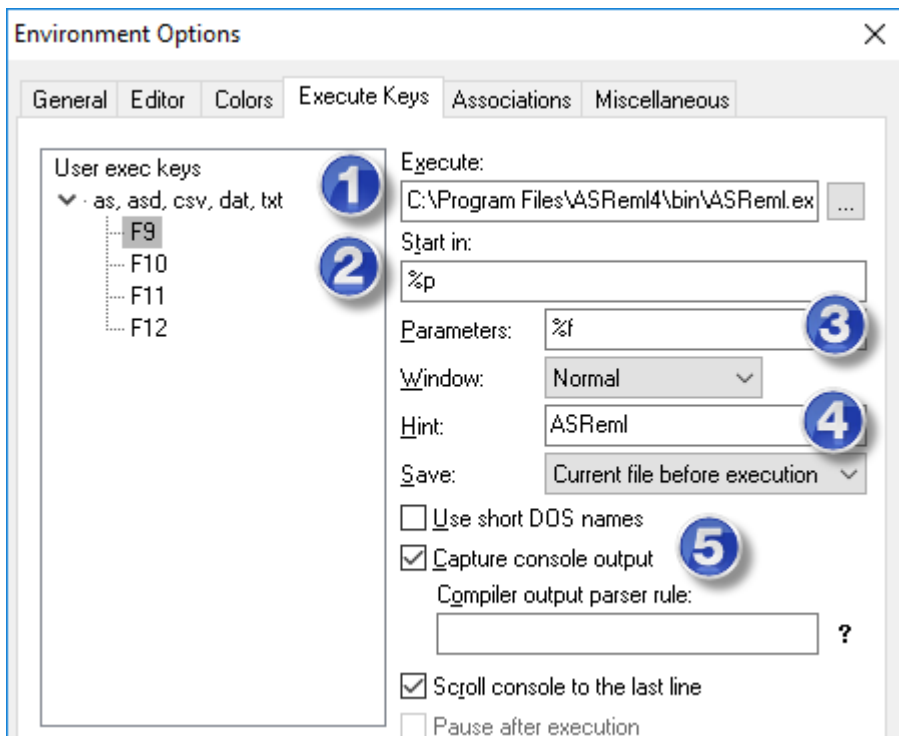 Environment Options
General Editor Colors Execute Keys Associations Miscellaneous
User exec keys
as, asd, csv, dat, txt
F9
F10
F11
F12
1
Execute:
C:\Program Files\ASReml4\bin\ASReml.ex ...
2
Start in:
%p
Parameters: %f 3
Window: Normal
Hint: ASReml 4
Save: Current file before execution
Use short DOS names
Capture console output 5
Compiler output parser rule:
?
Scroll console to the last line
Pause after execution